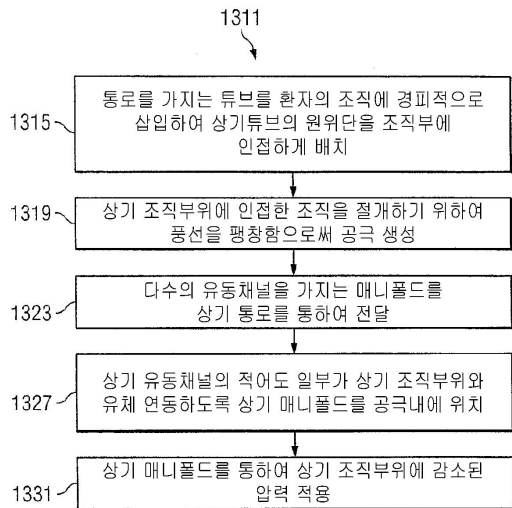 1311
1315
통로를 가지는 튜브를 환자의 조직에 경피적으로
삽입하여 상기튜브의 원위단을 조직부에
인접하게 배치
1319
상기 조직부위에 인접한 조직을 절개하기 위하여
풍선을 팽창함으로써 공극 생성
1323
다수의 유동채널을 가지는 매니폴드를
상기 통로를 통하여 전달
1327
상기 유동채널의 적어도 일부가 상기 조직부위와
유체 연동하도록 상기 매니폴드를 공극내에 위치
1331
상기 매니폴드를 통하여 상기 조직부위에 감소된
압력 적용